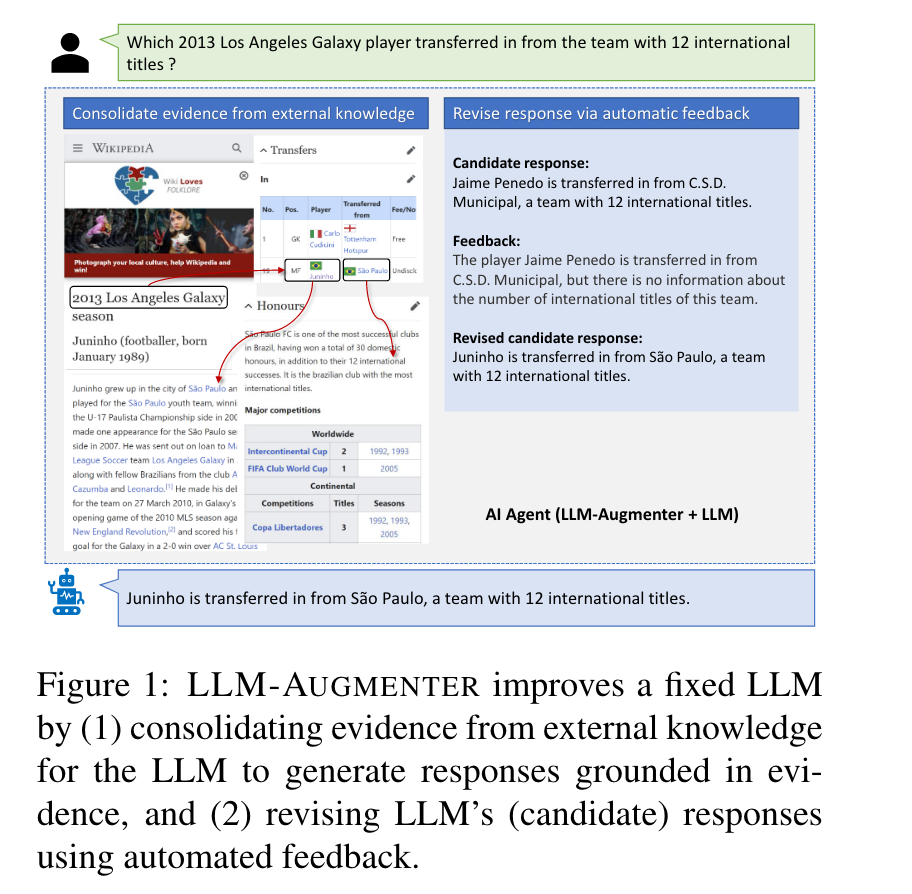 Which 2013 Los Angeles Galaxy player transferred in from the team with 12 international
titles ?
Consolidate evidence from external knowledge
WIKIPEDIA
Wiki Loves
FOLKLORE
Photograph your local culture, help Wikipedia and
win!
2013 Los Angeles Galaxy
season
Juninho (footballer, born
January 1989)
Juninho grew up in the city of São Paulo an
played for the São Paulo youth team, winni
the U-17 Paulista Championship side in 200
made one appearance for the São Paulo se
side in 2007. He was sent out on loan to M
League Soccer team Los Angeles Galaxy in
along with fellow Brazilians from the club A
Cazumba and Leonardo.[1] He made his del
for the team on 27 March 2010, in Galaxy's
opening game of the 2010 MLS season aga
New England Revolution,[2] and scored his
goal for the Galaxy in a 2-0 win over AC St. Louis
Transfers
In
No. Pos. Player Transferred from Fee/No
1 GK Carlo Cudicini Tottenham Hotspur Free
MF Juninho São Paulo Undisc
Honours
São Paulo FC is one of the most successful clubs
in Brazil, having won a total of 30 domestic
honours, in addition to their 12 international
successes. It is the brazilian club with the most
international titles.
Major competitions
Worldwide
Intercontinental Cup 2 1992, 1993
FIFA Club World Cup 1 2005
Continental
Competitions Titles Seasons
Copa Libertadores 3 1992, 1993,
2005
Revise response via automatic feedback
Candidate response:
Jaime Penedo is transferred in from C.S.D.
Municipal, a team with 12 international titles.
Feedback:
The player Jaime Penedo is transferred in from
C.S.D. Municipal, but there is no information about
the number of international titles of this team.
Revised candidate response:
Juninho is transferred in from São Paulo, a team
with 12 international titles.
AI Agent (LLM-Augmenter + LLM)
Juninho is transferred in from São Paulo, a team with 12 international titles.
Figure 1: LLM-AUGMENTER improves a fixed LLM
by (1) consolidating evidence from external knowledge
for the LLM to generate responses grounded in evi-
dence, and (2) revising LLM's (candidate) responses
using automated feedback.